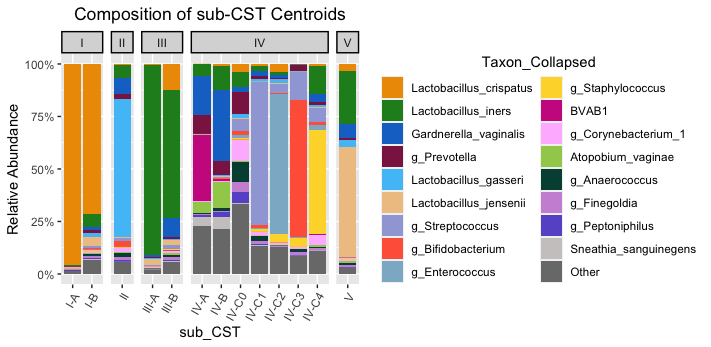 Composition of sub-CST Centroids
I II III IV V
100%
75%
50%
25%
0%
Relative Abundance
I-A I-B II III-A III-B IV-A IV-B IV-C0 IV-C1 IV-C2 IV-C3 IV-C4 V
sub_CST
Taxon_Collapsed
Lactobacillus_crispatus
Lactobacillus_iners
Gardnerella_vaginalis
g_Prevotella
Lactobacillus_gasseri
Lactobacillus_jensenii
g_Streptococcus
g_Bifidobacterium
g_Enterococcus
g_Staphylococcus
BVAB1
g_Corynebacterium_1
Atopobium_vaginae
g_Anaerococcus
g_Finegoldia
g_Peptoniphilus
Sneathia_sanguinegens
Other